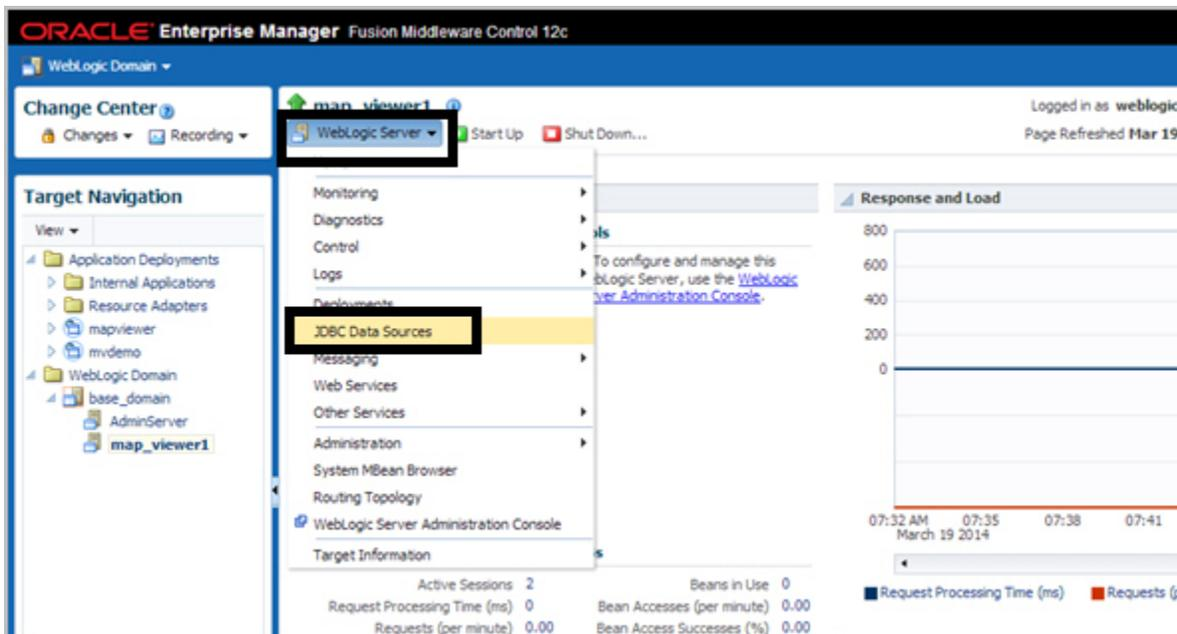 ORACLE Enterprise Manager Fusion Middleware Control 12c
WebLogic Domain
Change Center
Changes Recording
map_viewer1
WebLogic Server Start Up Shut Down...
Logged in as weblogic
Page Refreshed Mar 19
Target Navigation
View
Application Deployments
Internal Applications
Resource Adapters
mapviewer
mvdemo
WebLogic Domain
base_domain
AdminServer
map_viewer1
Monitoring
Diagnostics
Control
Logs
Deployments
JDBC Data Sources
Messaging
Web Services
Other Services
Administration
System MBean Browser
Routing Topology
WebLogic Server Administration Console
Target Information
ols
To configure and manage this
bLogic Server, use the WebLogic
ver Administration Console.
s
Active Sessions 2
Request Processing Time (ms) 0
Requests (per minute) 0.00
Beans in Use 0
Bean Accesses (per minute) 0.00
Bean Access Successes (%) 0.00
Response and Load
800
600
400
200
0
07:32 AM 07:35 07:38 07:41
March 19 2014
Request Processing Time (ms) Requests (p